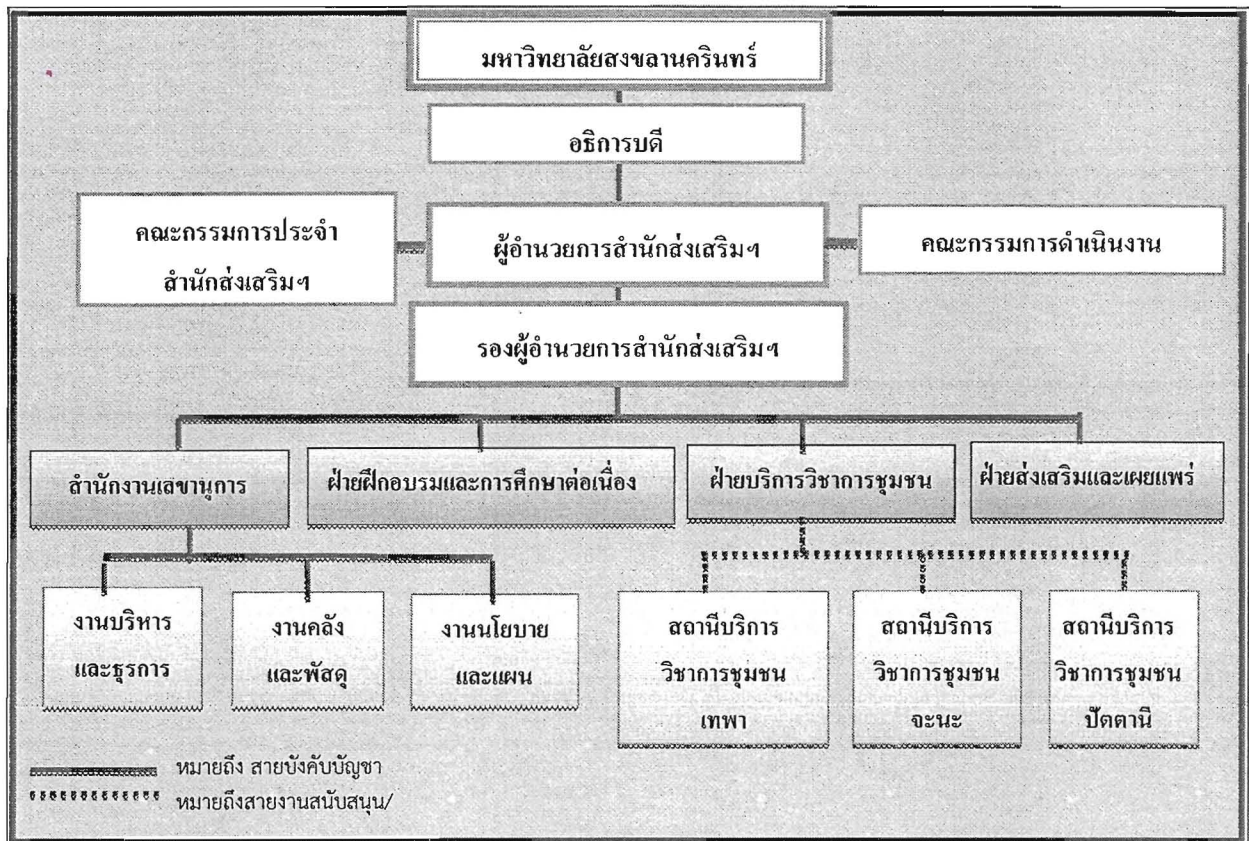 มหาวิทยาลัยสงขลานครินทร์
อธิการบดี
คณะกรรมการประจำ
สำนักส่งเสริมฯ
ผู้อำนวยการสำนักส่งเสริมฯ
คณะกรรมการดำเนินงาน
รองผู้อำนวยการสำนักส่งเสริมฯ
สำนักงานเลขานุการ
ฝ่ายฝึกอบรมและการศึกษาต่อเนื่อง
ฝ่ายบริการวิชาการชุมชน
ฝ่ายส่งเสริมและเผยแพร่
งานบริหาร
และธุรการ
งานคลัง
และพัสดุ
งานนโยบาย
และแผน
สถานีบริการ
วิชาการชุมชน
เทพา
สถานีบริการ
วิชาการชุมชน
จะนะ
สถานีบริการ
วิชาการชุมชน
ปัตตานี
หมายถึง สายบังคับบัญชา
หมายถึงสายงานสนับสนุน/